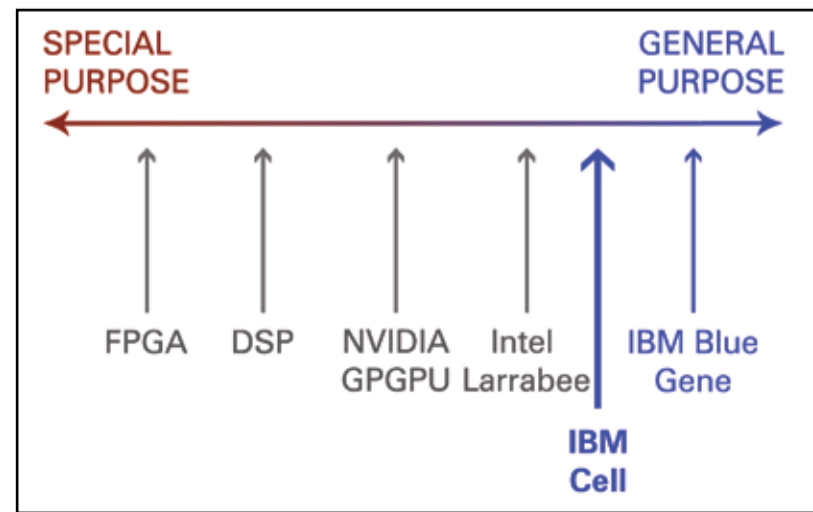 SPECIAL
PURPOSE
GENERAL
PURPOSE
FPGA
DSP
NVIDIA
GPGPU
Intel
Larrabee
IBM
Cell
IBM Blue
Gene